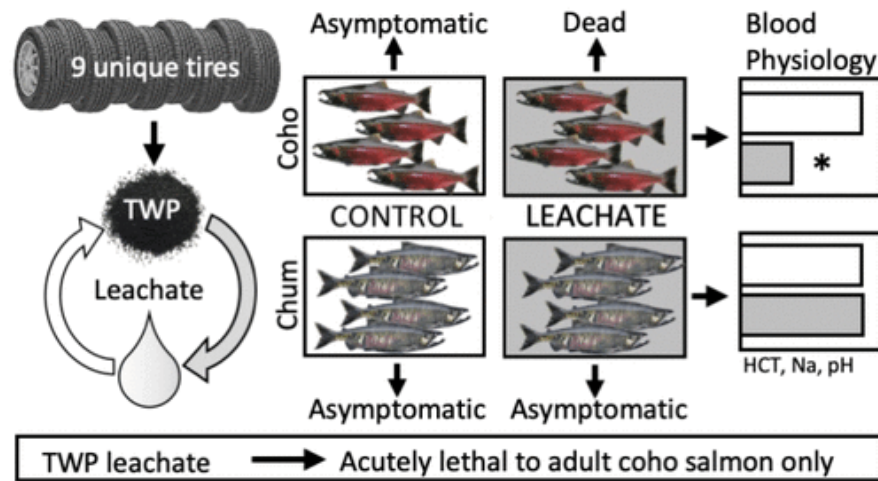 9 unique tires
TWP
Leachate
Asymptomatic
Dead
Blood
Physiology
Coho
*
CONTROL
LEACHATE
Chum
HCT, Na, pH
Asymptomatic
Asymptomatic
TWP leachate
Acutely lethal to adult coho salmon only